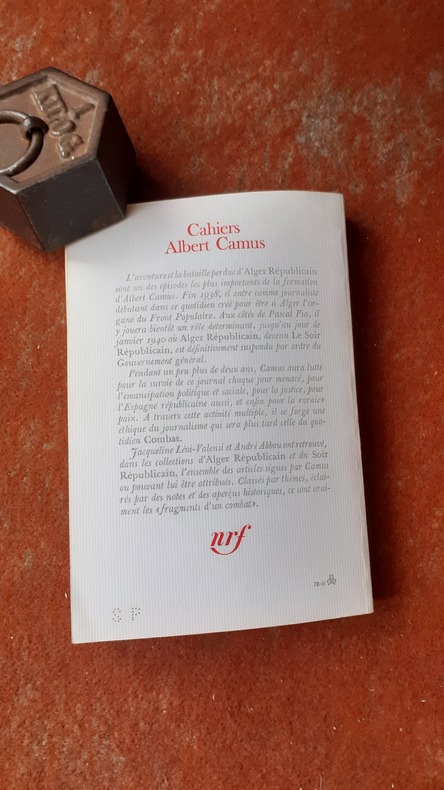 Cahiers
Albert Camus
L'aventure et la bataille perdue d'Alger Républicain
sont un des épisodes les plus importants de la formation
d'Albert Camus. Fin 1938, il entre comme journaliste
débutant dans ce quotidien créé pour être à Alger l'or-
gane du Front Populaire. Aux côtés de Pascal Pia, il
y jouera bientôt un rôle déterminant, jusqu'au jour de
janvier 1940 où Alger Républicain, devenu Le Soir
Républicain, est définitivement suspendu par ordre du
Gouvernement général.
Pendant un peu plus de deux ans, Camus aura lutté
pour la survie de ce journal chaque jour menacé, pour
l'émancipation politique et sociale, pour la justice, pour
l'Espagne républicaine aussi, et enfin pour la «vraie»
paix. A travers cette activité multiple, il se forge une
éthique du journalisme qui sera plus tard celle du quo-
tidien Combat.
Jacqueline Lévi-Valensi et André Abbou ont retrouvé,
dans les collections d'Alger Républicain et du Soir
Républicain, l'ensemble des articles signés par Camus
ou pouvant lui être attribués. Classés par thèmes, éclai-
rés par des notes et des aperçus historiques, ce sont vrai-
ment les «fragments d'un combat».
nrf
78-II
S P